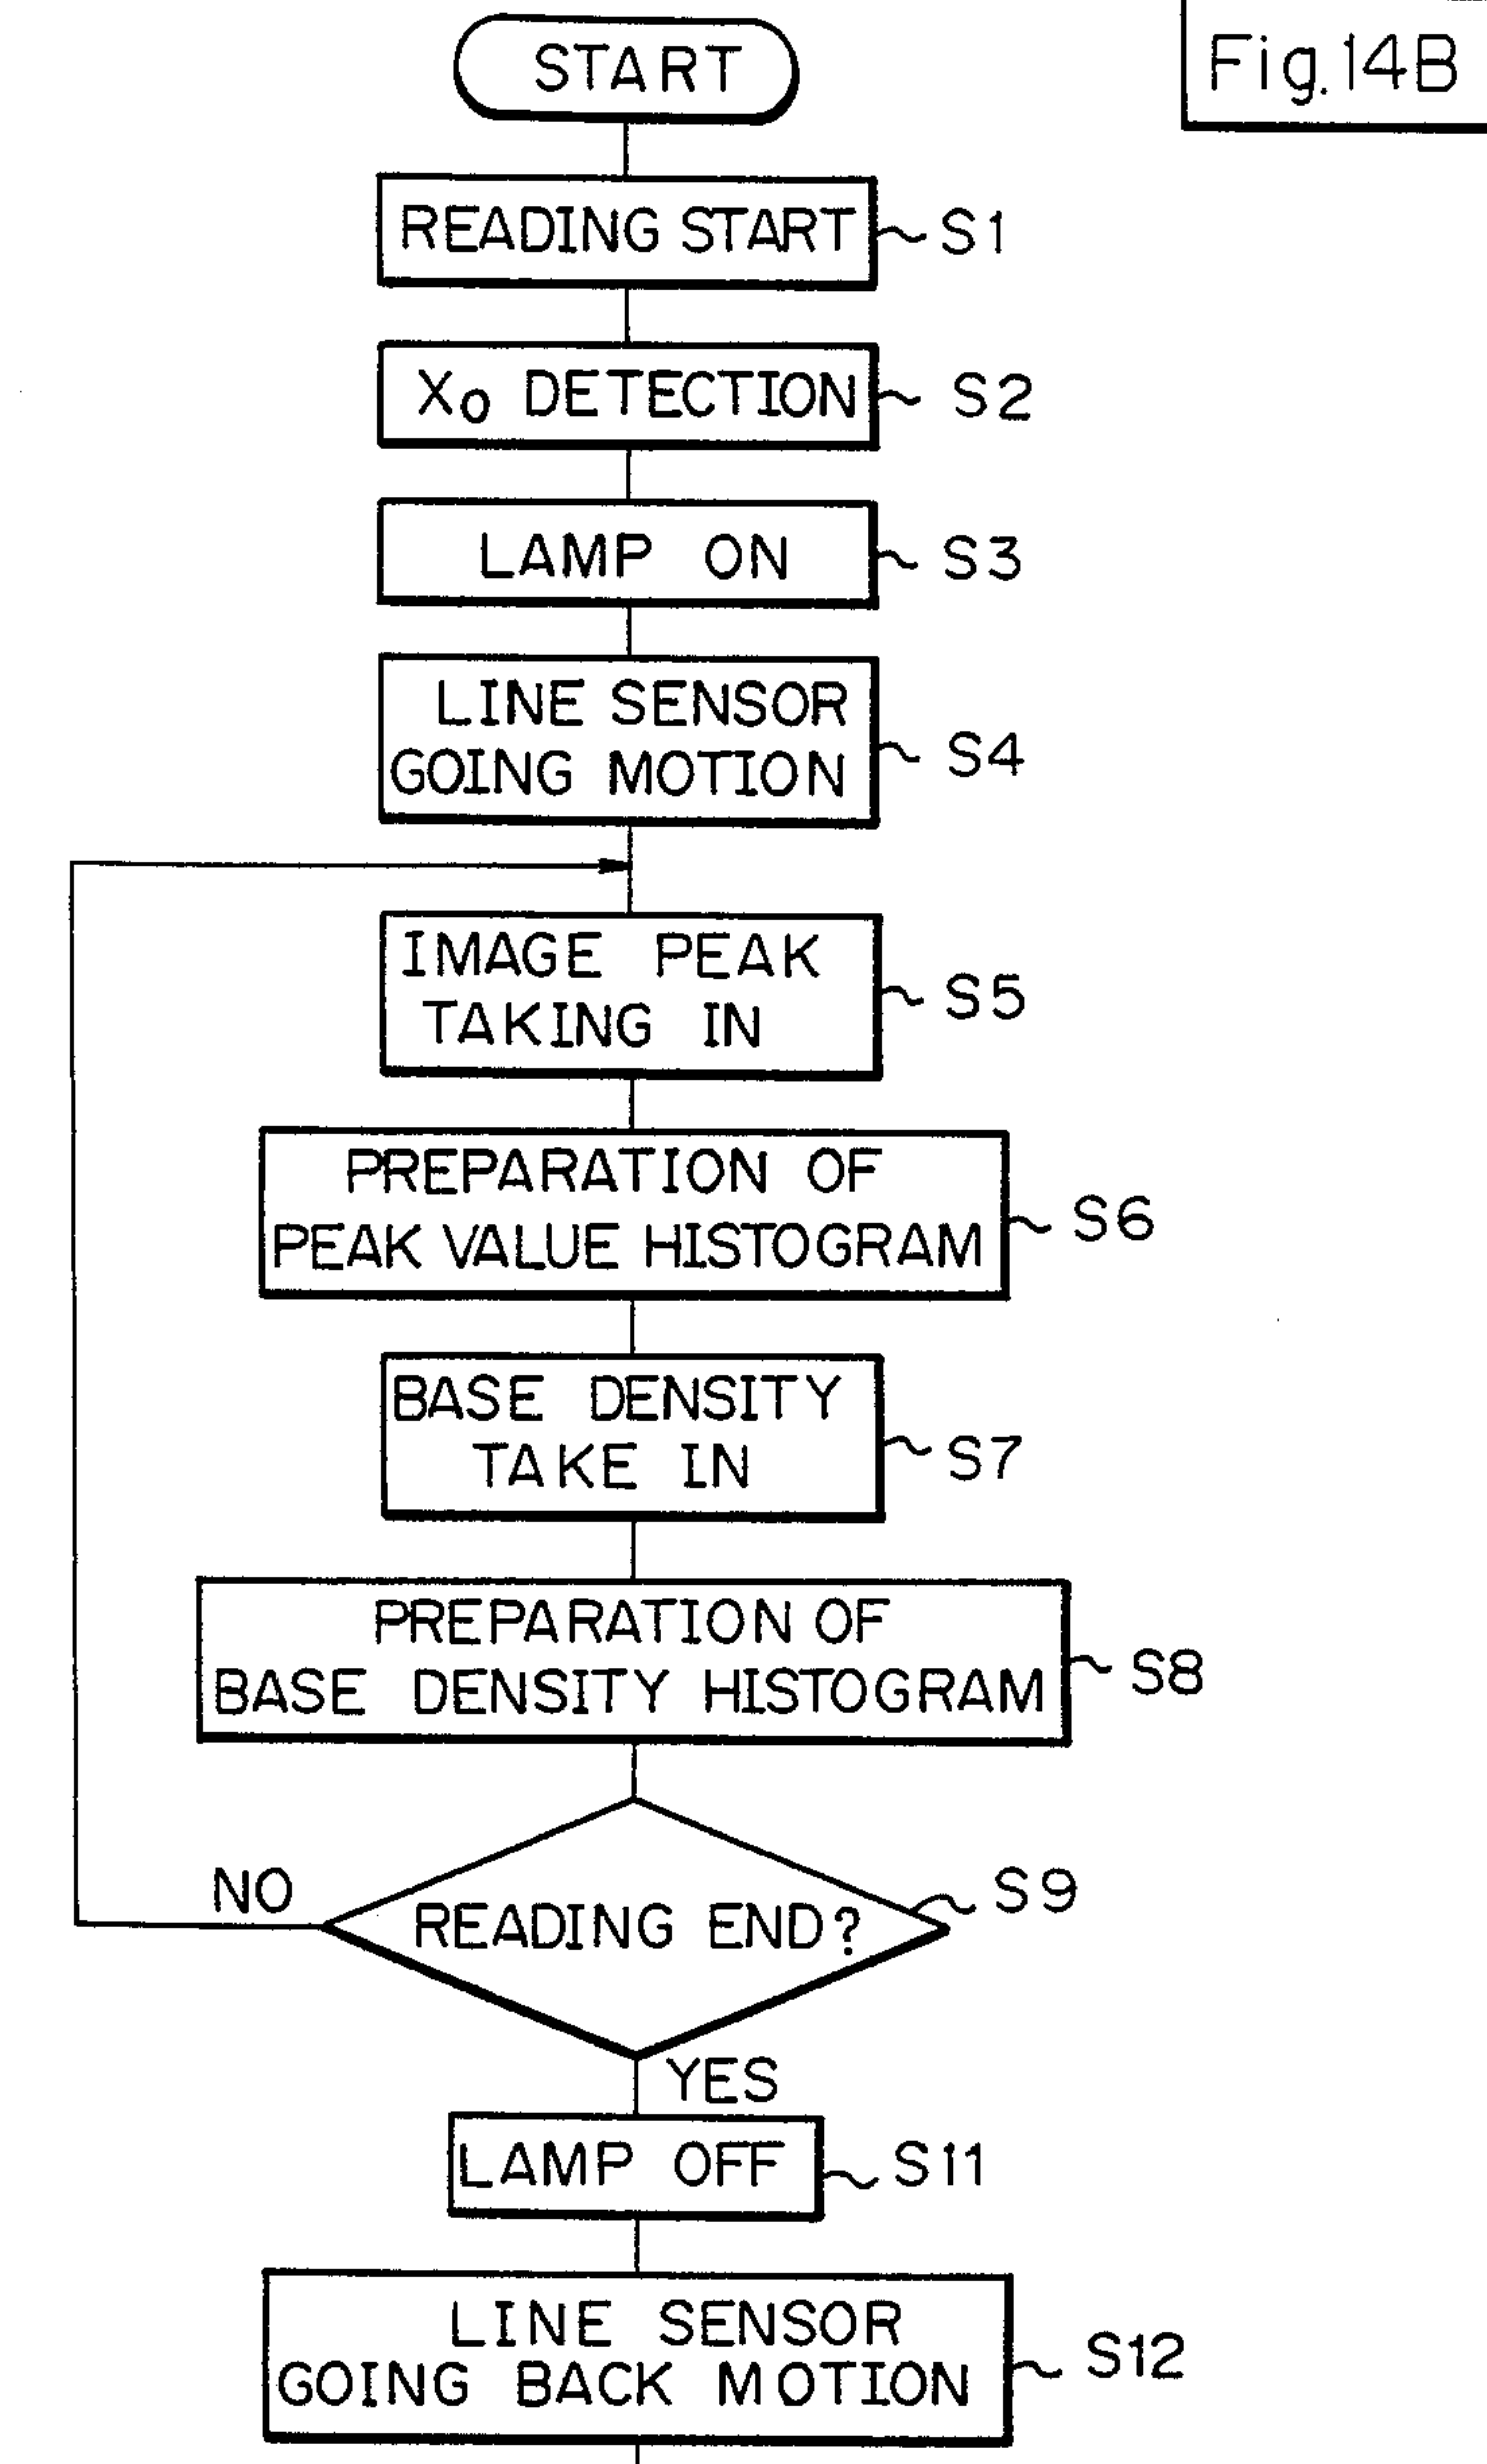 START
Fig.14B
READING START S1
X0 DETECTION S2
LAMP ON S3
LINE SENSOR
GOING MOTION S4
IMAGE PEAK
TAKING IN S5
PREPARATION OF
PEAK VALUE HISTOGRAM S6
BASE DENSITY
TAKE IN S7
PREPARATION OF
BASE DENSITY HISTOGRAM S8
NO
READING END? S9
YES
LAMP OFF S11
LINE SENSOR
GOING BACK MOTION S12